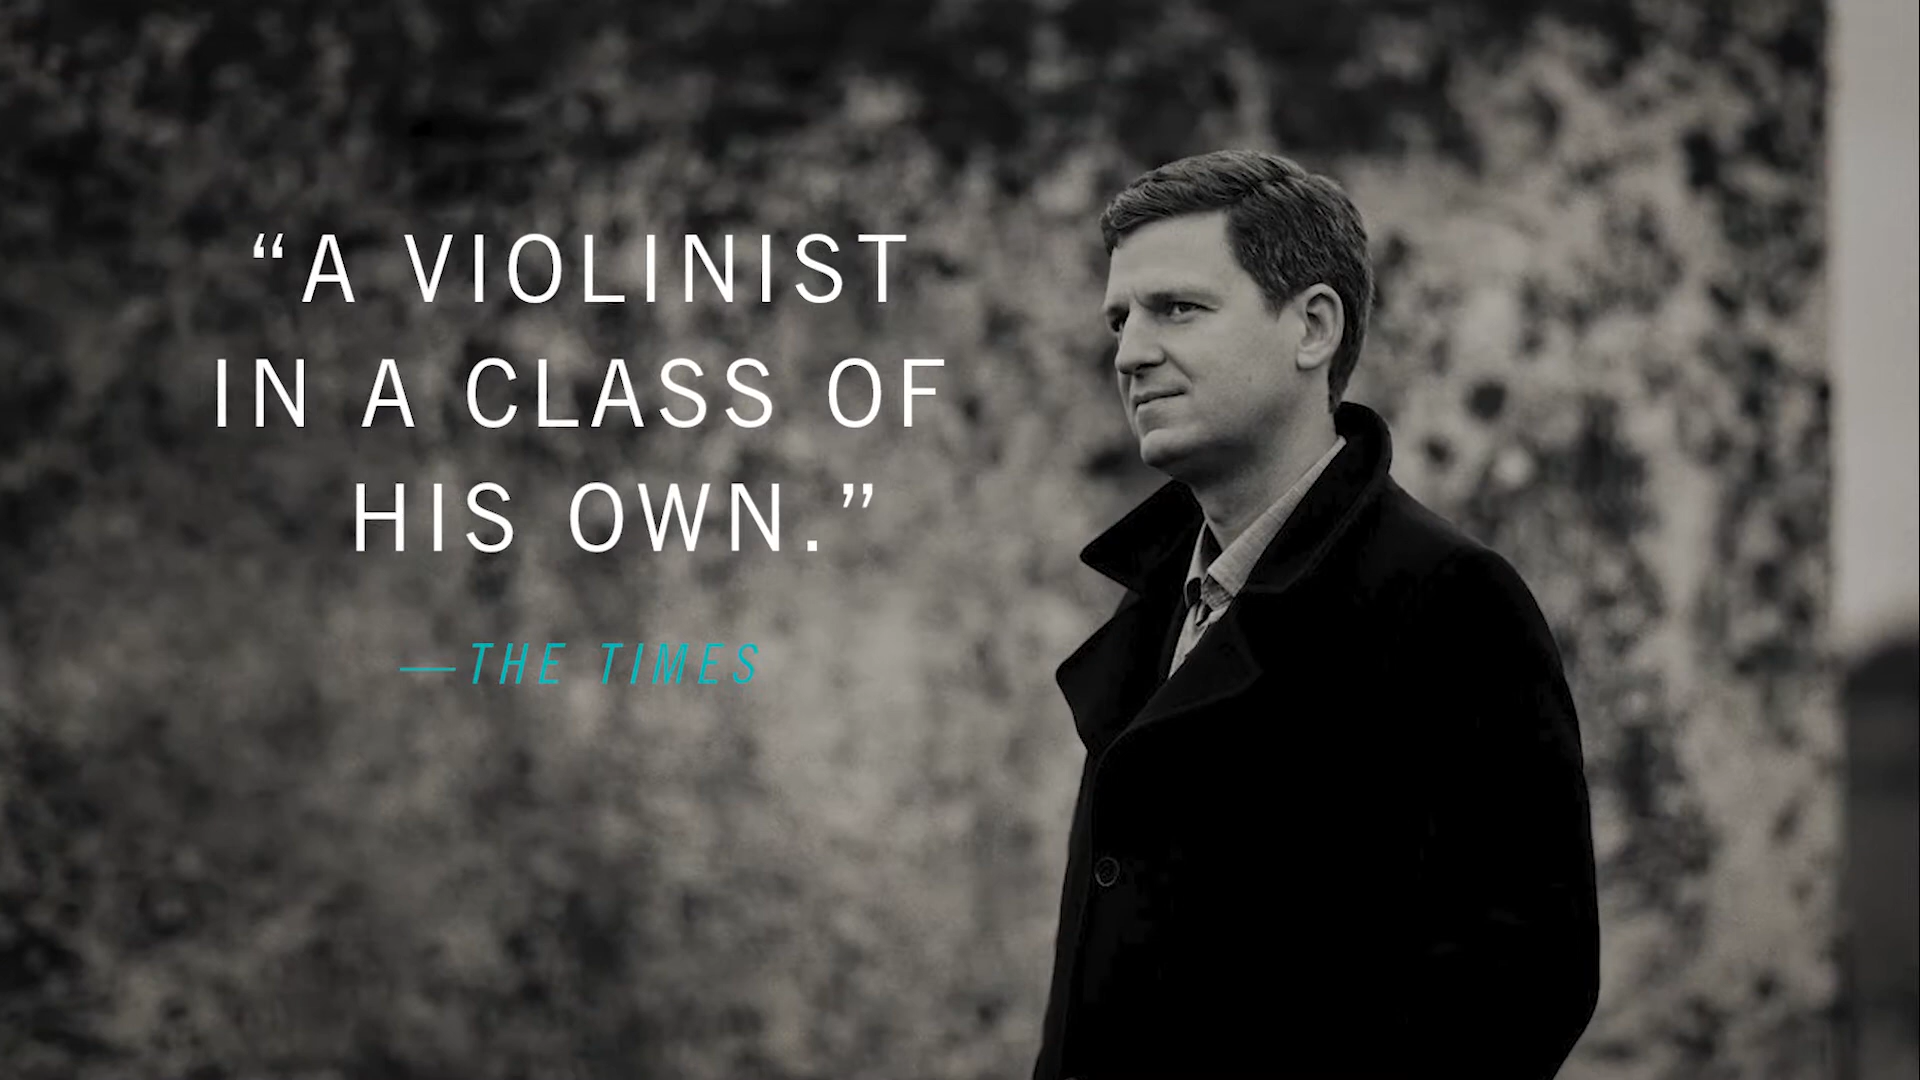 “A VIOLINIST
IN A CLASS OF
HIS OWN.”
—THE TIMES